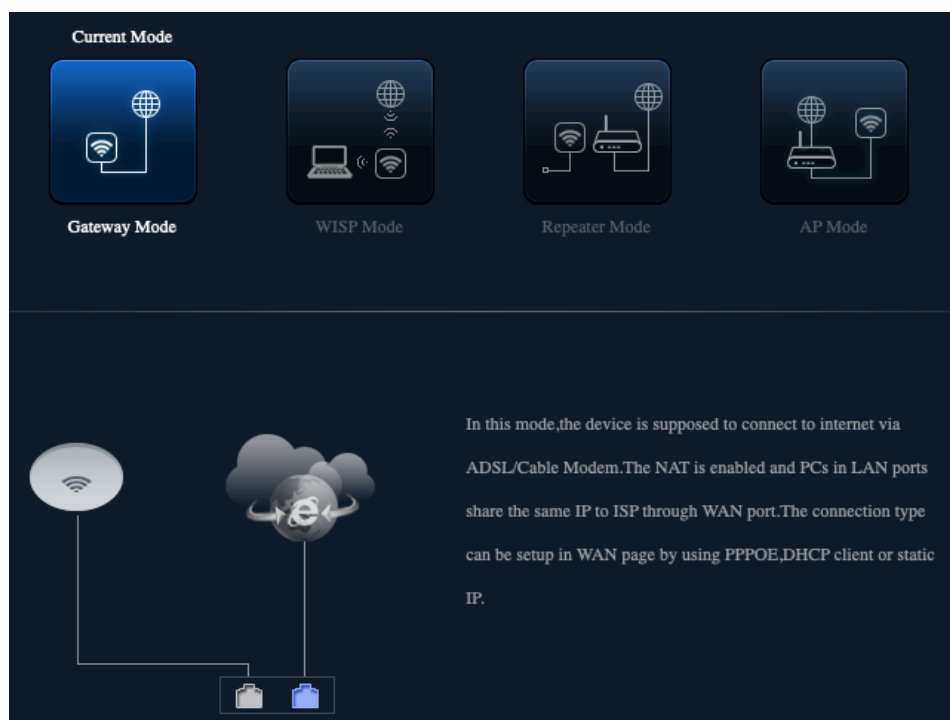 Current Mode
Gateway Mode
WISP Mode
Repeater Mode
AP Mode
In this mode,the device is supposed to connect to internet via
ADSL/Cable Modem.The NAT is enabled and PCs in LAN ports
share the same IP to ISP through WAN port.The connection type
can be setup in WAN page by using PPPOE,DHCP client or static
IP.